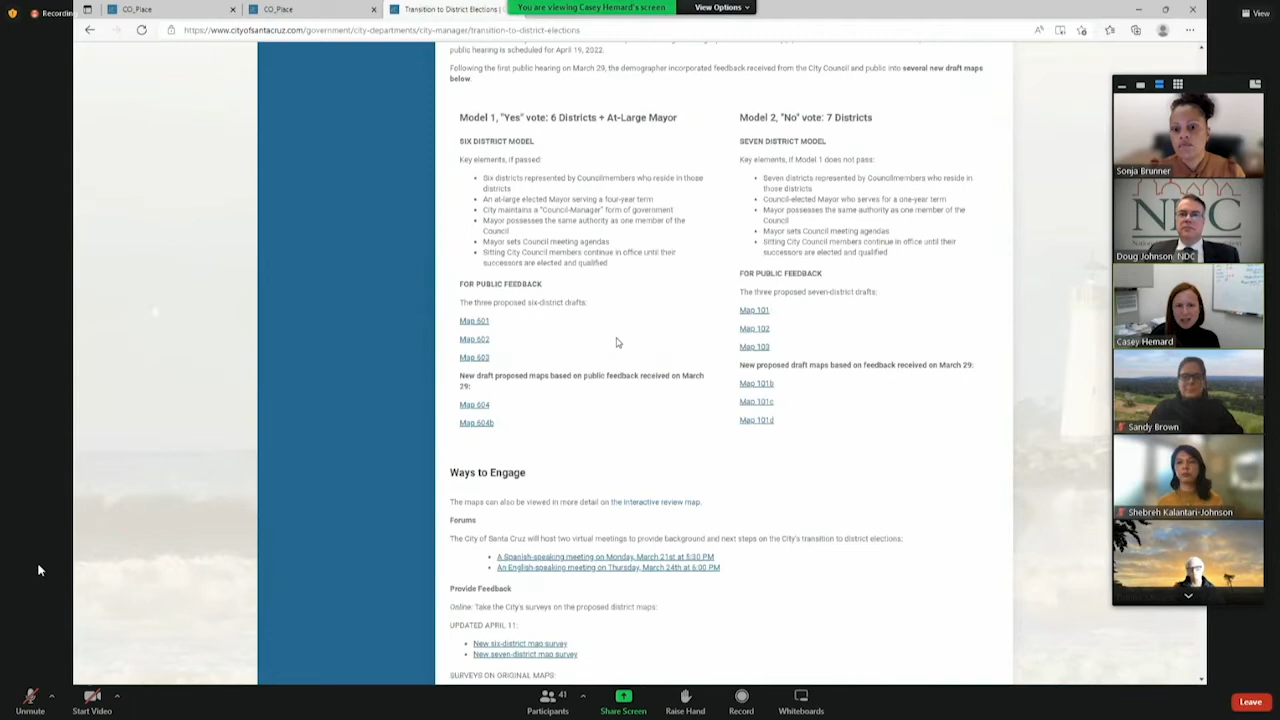 Recording
CO_Place
CO_Place
Transition to District Elections |
You are viewing Casey Hemard's screen
View Options
View
https://www.cityofsantacruz.com/government/city-departments/city-manager/transition-to-district-elections
public hearing is scheduled for April 19, 2022.
Following the first public hearing on March 29, the demographer incorporated feedback received from the City Council and public into several new draft maps
below.
Model 1, "Yes" vote: 6 Districts + At-Large Mayor
SIX DISTRICT MODEL
Key elements, if passed:
Six districts represented by Councilmembers who reside in those
districts
An at-large elected Mayor serving a four-year term
City maintains a "Council-Manager" form of government
Mayor possesses the same authority as one member of the
Council
Mayor sets Council meeting agendas
Sitting City Council members continue in office until their
successors are elected and qualified
FOR PUBLIC FEEDBACK
The three proposed six-district drafts:
Map 601
Map 602
Map 603
New draft proposed maps based on public feedback received on March
29:
Map 604
Map 604b
Model 2, "No" vote: 7 Districts
SEVEN DISTRICT MODEL
Key elements, if Model 1 does not pass:
Seven districts represented by Councilmembers who reside in
those districts
Council-elected Mayor who serves for a one-year term
Mayor possesses the same authority as one member of the
Council
Mayor sets Council meeting agendas
Sitting City Council members continue in office until their
successors are elected and qualified
FOR PUBLIC FEEDBACK
The three proposed seven-district drafts:
Map 101
Map 102
Map 103
New proposed draft maps based on feedback received on March 29:
Map 101b
Map 101c
Map 101d
Ways to Engage
The maps can also be viewed in more detail on the interactive review map.
Forums
The City of Santa Cruz will host two virtual meetings to provide background and next steps on the City's transition to district elections:
A Spanish-speaking meeting on Monday, March 21st at 5:30 PM
An English-speaking meeting on Thursday, March 24th at 6:00 PM
Provide Feedback
Online: Take the City's surveys on the proposed district maps:
UPDATED APRIL 11:
New six-district map survey
New seven-district map survey
SURVEYS ON ORIGINAL MAPS:
Sonja Brunner
NDC
Doug Johnson NDC
Casey Hemard
Sandy Brown
Shebreh Kalantari-Johnson
Unmute
Start Video
41
Participants
Share Screen
Raise Hand
Record
Whiteboards
Leave